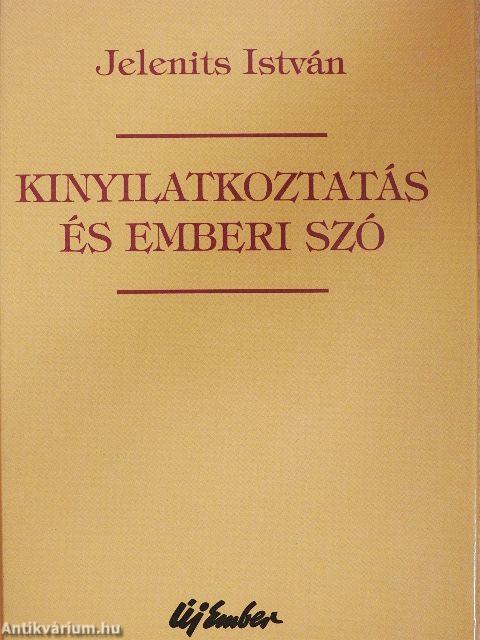 Jelenits István
KINYILATKOZTATÁS
ÉS EMBERI SZÓ
Új Ember
Antikvárium.hu